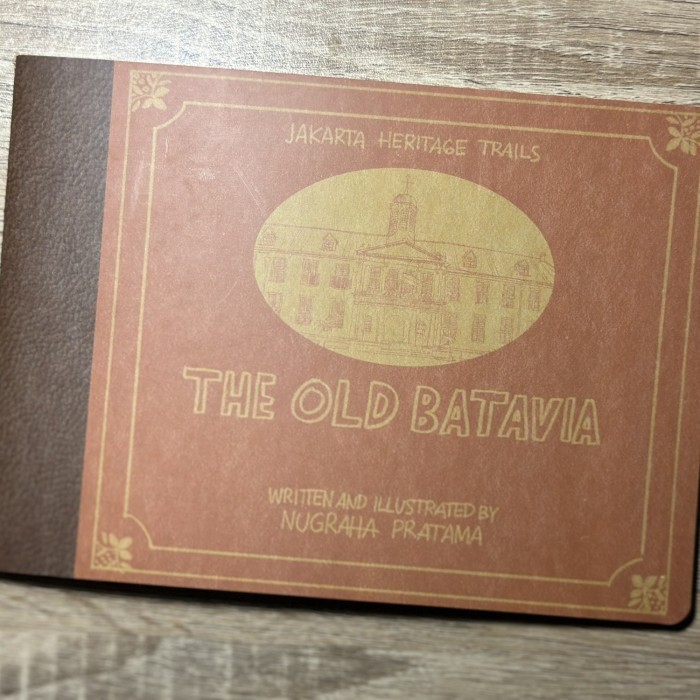 JAKARTA HERITAGE TRAILS
THE OLD BATAVIA
WRITTEN AND ILLUSTRATED BY
NUGRAHA PRATAMA